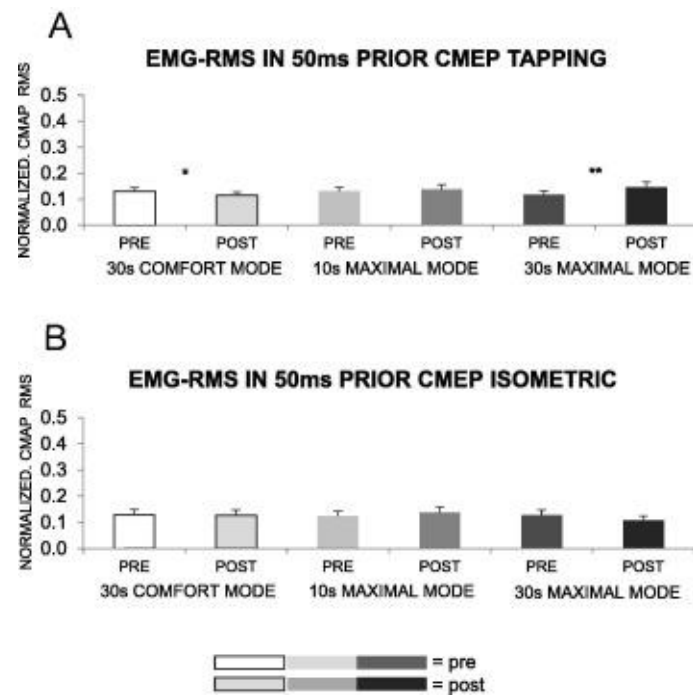 A
EMG-RMS IN 50ms PRIOR CMEP TAPPING
NORMALIZED. CMAP RMS
0.5
0.4
0.3
0.2
0.1
0.0
* **
PRE POST PRE POST PRE POST
30s COMFORT MODE 10s MAXIMAL MODE 30s MAXIMAL MODE
B
EMG-RMS IN 50ms PRIOR CMEP ISOMETRIC
NORMALIZED. CMAP RMS
0.5
0.4
0.3
0.2
0.1
0.0
PRE POST PRE POST PRE POST
30s COMFORT MODE 10s MAXIMAL MODE 30s MAXIMAL MODE
= pre
= post